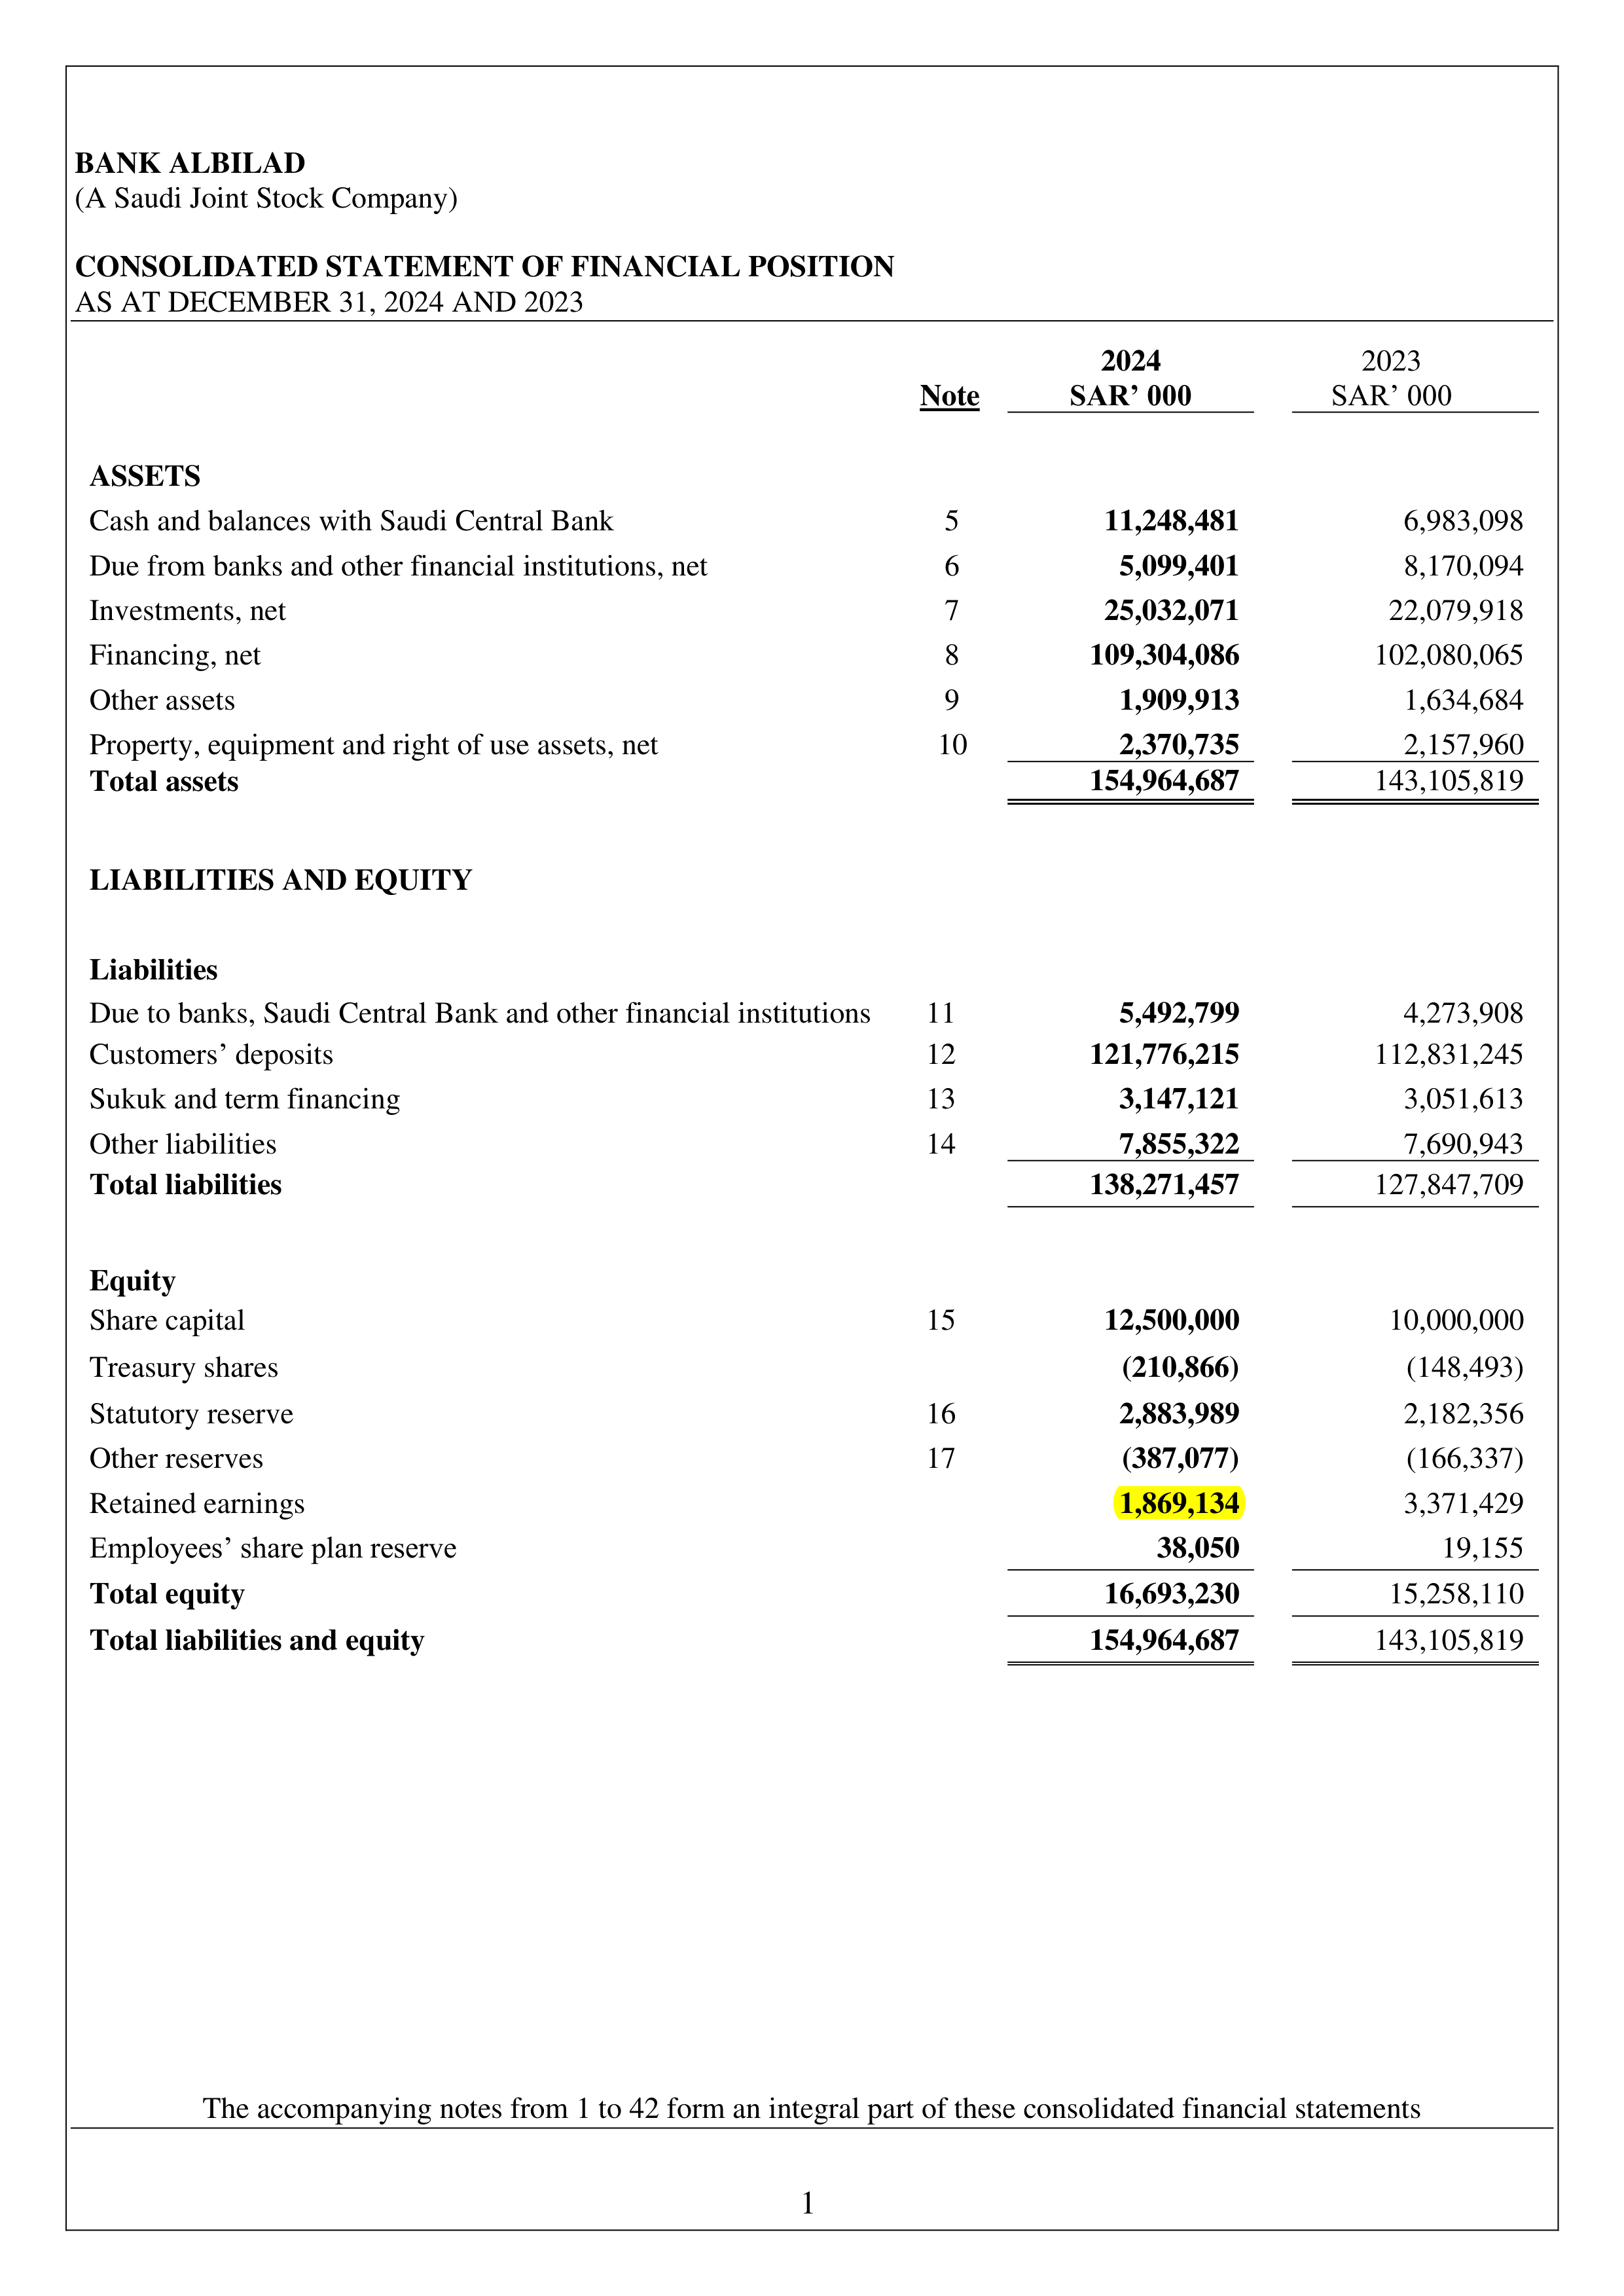 BANK ALBILAD
(A Saudi Joint Stock Company)
CONSOLIDATED STATEMENT OF FINANCIAL POSITION
AS AT DECEMBER 31, 2024 AND 2023
2024 2023
Note SAR’ 000 SAR’ 000
ASSETS
Cash and balances with Saudi Central Bank 5 11,248,481 6,983,098
Due from banks and other financial institutions, net 6 5,099,401 8,170,094
Investments, net 7 25,032,071 22,079,918
Financing, net 8 109,304,086 102,080,065
Other assets 9 1,909,913 1,634,684
Property, equipment and right of use assets, net 10 2,370,735 2,157,960
Total assets 154,964,687 143,105,819
LIABILITIES AND EQUITY
Liabilities
Due to banks, Saudi Central Bank and other financial institutions 11 5,492,799 4,273,908
Customers’ deposits 12 121,776,215 112,831,245
Sukuk and term financing 13 3,147,121 3,051,613
Other liabilities 14 7,855,322 7,690,943
Total liabilities 138,271,457 127,847,709
Equity
Share capital 15 12,500,000 10,000,000
Treasury shares (210,866) (148,493)
Statutory reserve 16 2,883,989 2,182,356
Other reserves 17 (387,077) (166,337)
Retained earnings 1,869,134 3,371,429
Employees’ share plan reserve 38,050 19,155
Total equity 16,693,230 15,258,110
Total liabilities and equity 154,964,687 143,105,819
The accompanying notes from 1 to 42 form an integral part of these consolidated financial statements
1